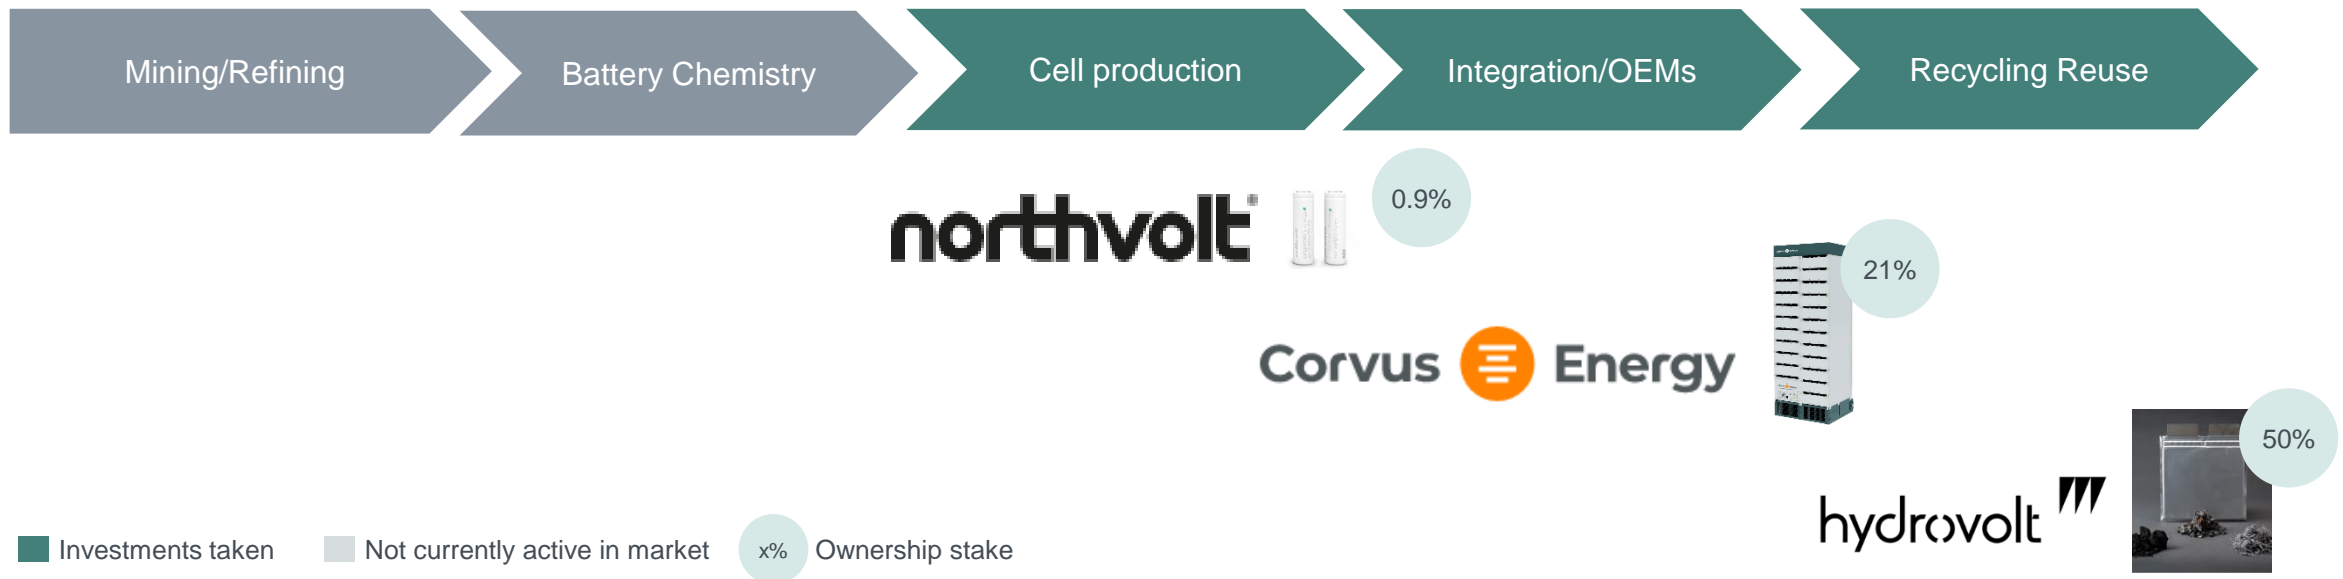 Mining/Refining
Battery Chemistry
Cell production
Integration/OEMs
Recycling Reuse
northvolt
0.9%
21%
Corvus Energy
50%
hydrovolt
Investments taken
Not currently active in market
x%
Ownership stake